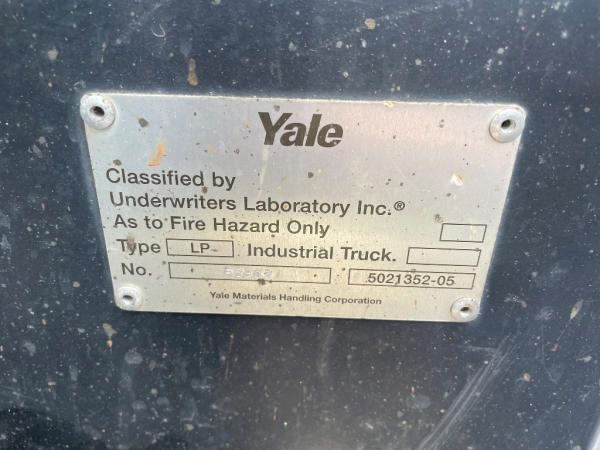 Yale
Classified by
Underwriters Laboratory Inc.®
As to Fire Hazard Only
Type LP Industrial Truck.
No. 5021352-05
Yale Materials Handling Corporation